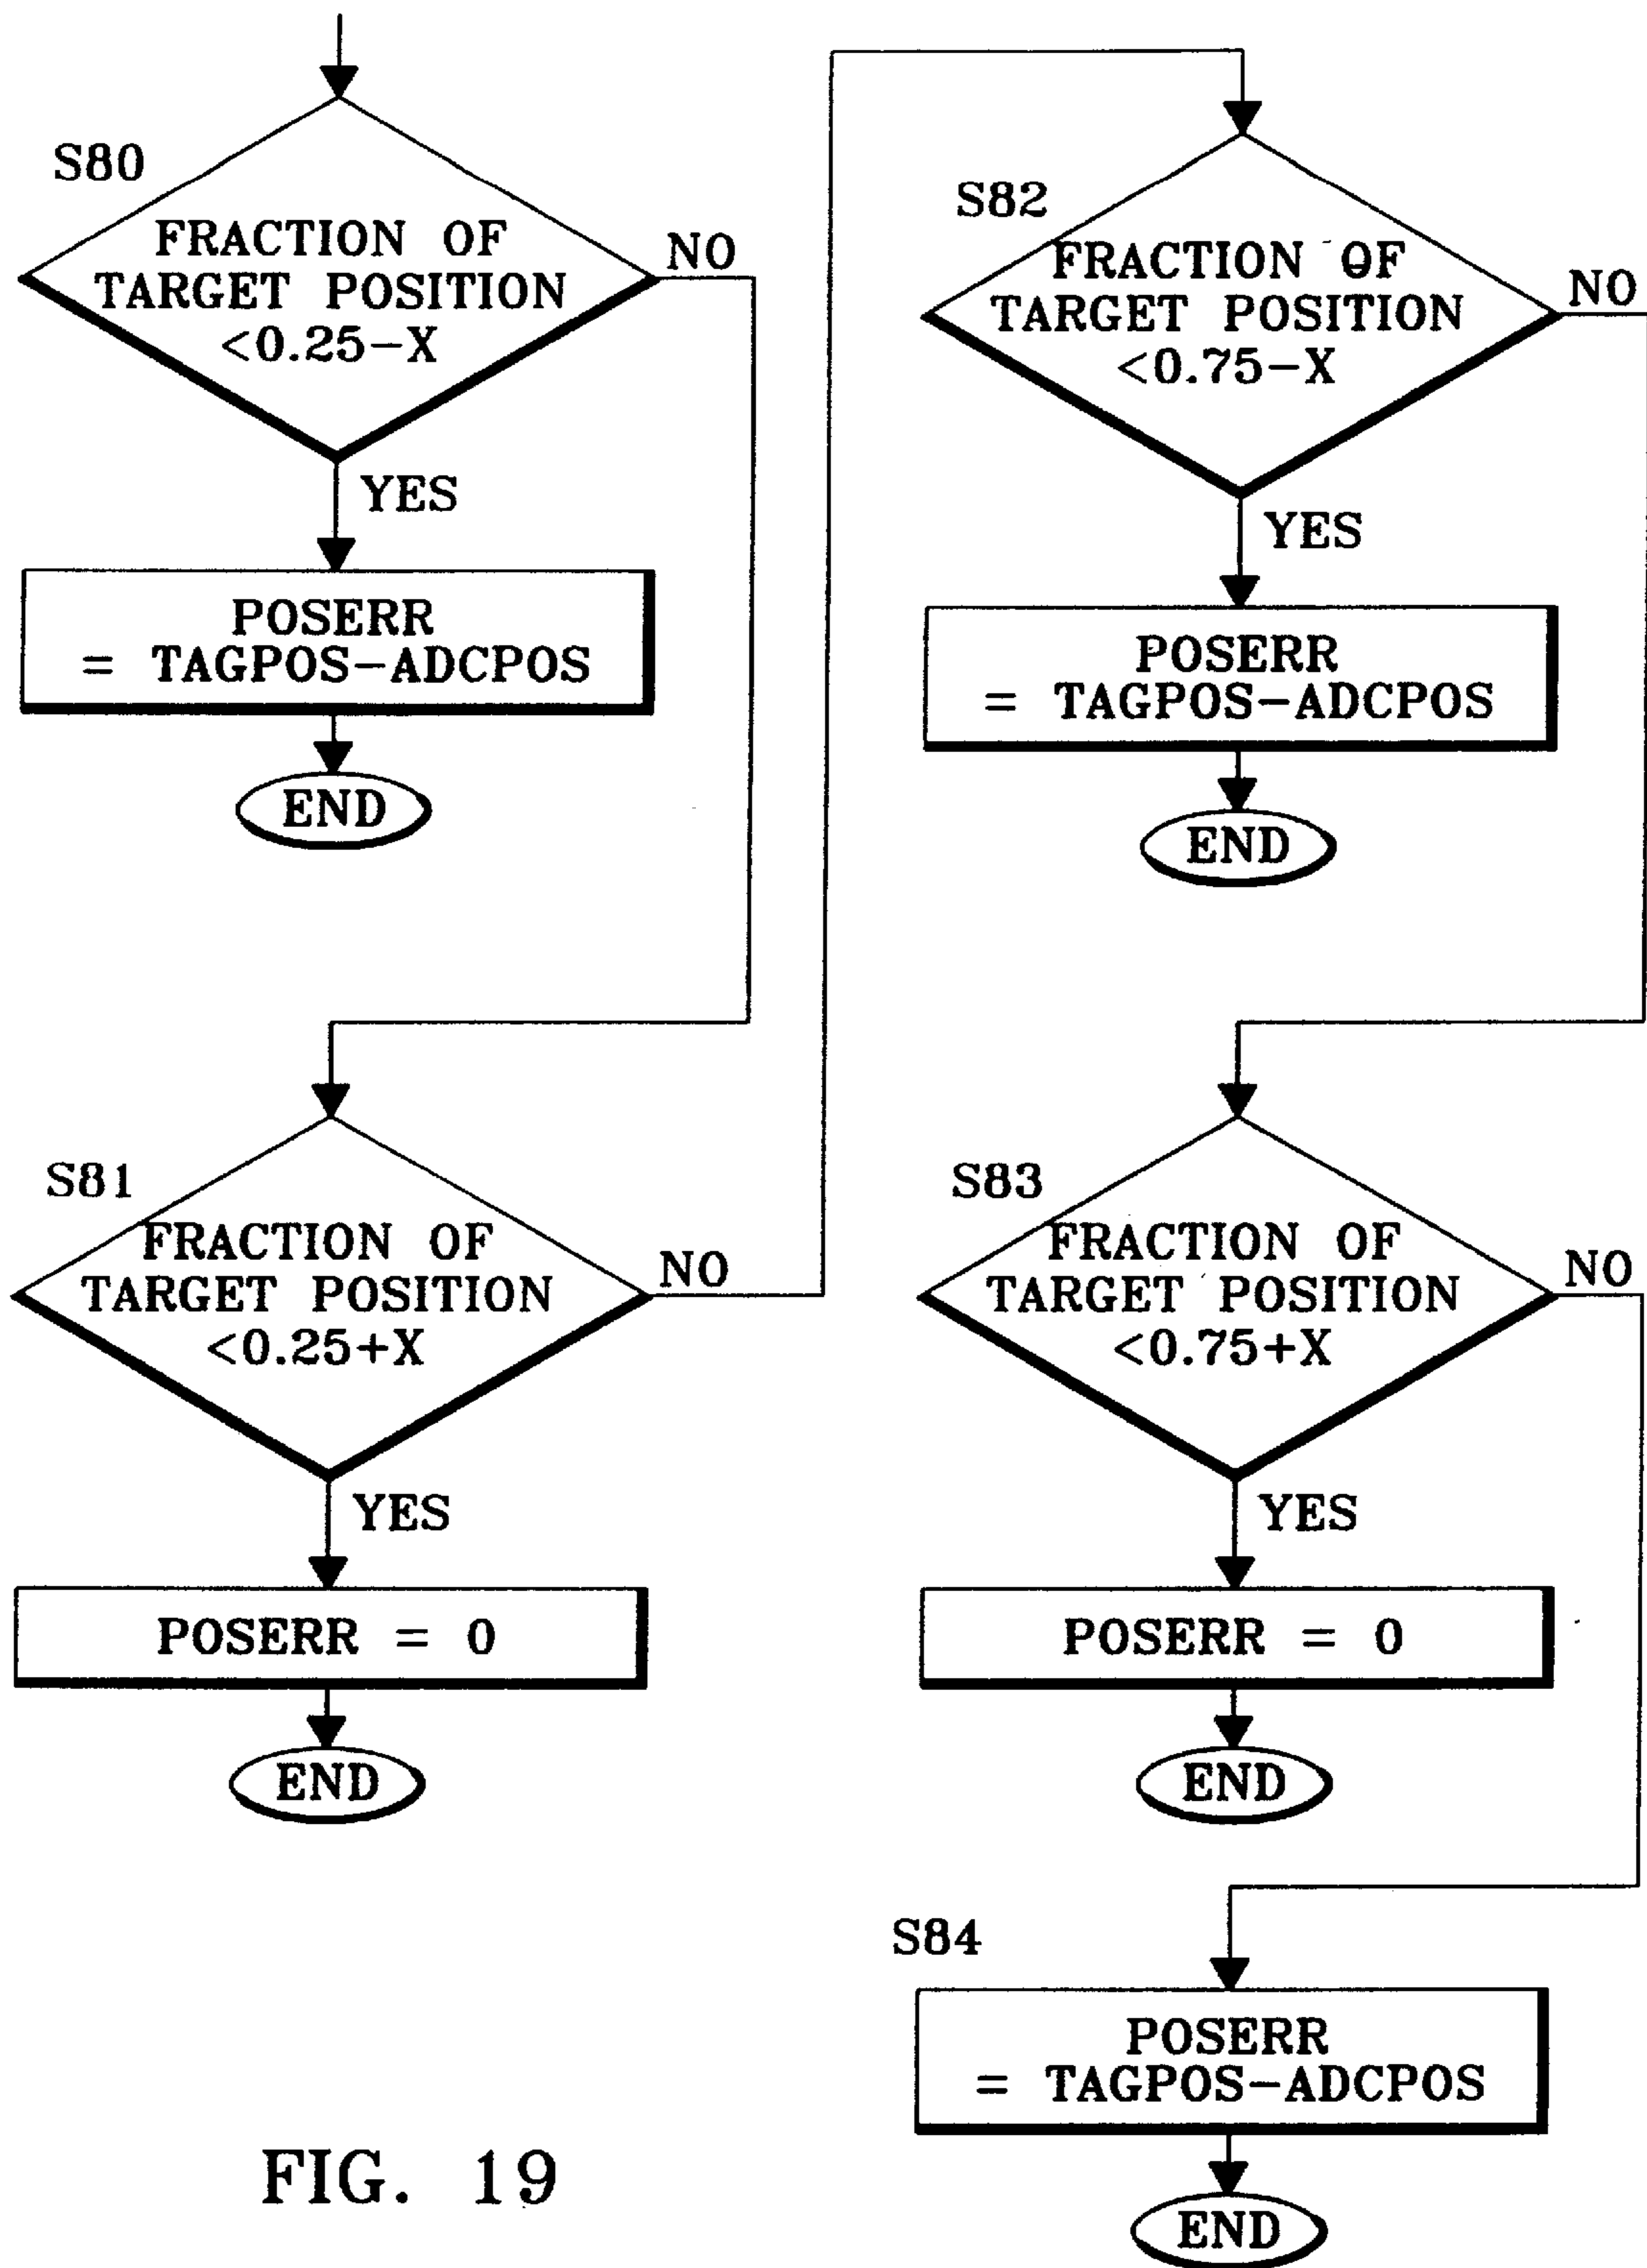 S80
FRACTION OF
TARGET POSITION
<0.25-X
NO
YES
POSERR
= TAGPOS-ADCPOS
END
S81
FRACTION OF
TARGET POSITION
<0.25+X
NO
YES
POSERR = 0
END
S82
FRACTION OF
TARGET POSITION
<0.75-X
NO
YES
POSERR
= TAGPOS-ADCPOS
END
S83
FRACTION OF
TARGET POSITION
<0.75+X
NO
YES
POSERR = 0
END
S84
POSERR
= TAGPOS-ADCPOS
END
FIG. 19